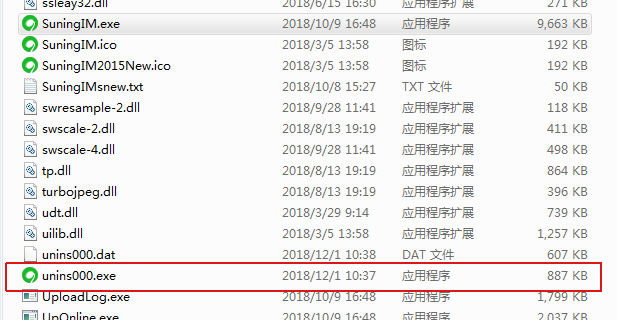 ssleay32.dll 2018/6/15 16:30 应用程序扩展 271 KB
SuningIM.exe 2018/10/9 16:48 应用程序 9,663 KB
SuningIM.ico 2018/3/5 13:58 图标 192 KB
SuningIM2015New.ico 2018/3/5 13:58 图标 192 KB
SuningIMsnew.txt 2018/10/8 15:27 TXT 文件 50 KB
swresample-2.dll 2018/9/28 11:41 应用程序扩展 118 KB
swscale-2.dll 2018/8/13 19:19 应用程序扩展 411 KB
swscale-4.dll 2018/9/28 11:41 应用程序扩展 498 KB
tp.dll 2018/8/13 19:19 应用程序扩展 864 KB
turbojpeg.dll 2018/8/13 19:19 应用程序扩展 396 KB
udt.dll 2018/3/29 9:14 应用程序扩展 739 KB
uilib.dll 2018/3/5 13:58 应用程序扩展 1,257 KB
unins000.dat 2018/12/1 10:38 DAT 文件 607 KB
unins000.exe 2018/12/1 10:37 应用程序 887 KB
UploadLog.exe 2018/10/9 16:48 应用程序 1,799 KB
UpOnline.exe 2018/10/9 16:48 应用程序 2,037 KB